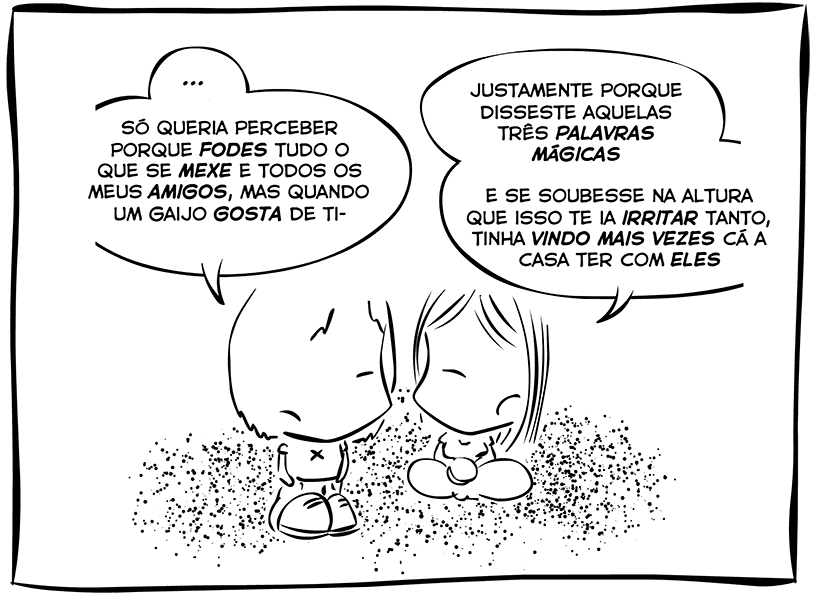 ...
SÓ QUERIA PERCEBER
PORQUE FODES TUDO O
QUE SE MEXE E TODOS OS
MEUS AMIGOS, MAS QUANDO
UM GAIJO GOSTA DE TI-
JUSTAMENTE PORQUE
DISSESTE AQUELAS
TRÊS PALAVRAS
MÁGICAS
E SE SOUBESSE NA ALTURA
QUE ISSO TE IA IRRITAR TANTO,
TINHA VINDO MAIS VEZES CÁ A
CASA TER COM ELES